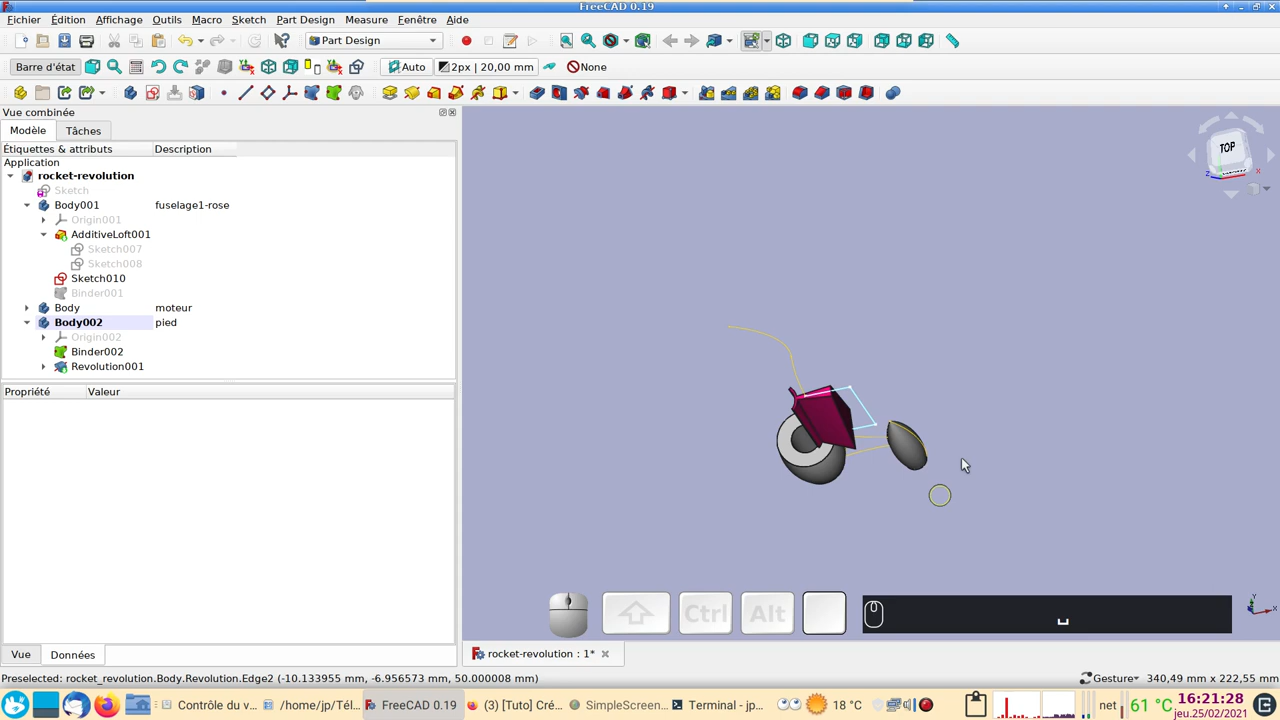 FreeCAD 0.19
Fichier Édition Affichage Outils Macro Sketch Part Design Measure Fenêtre Aide
Part Design
Barre d'état Auto 2px | 20,00 mm None
Vue combinée
Modèle Tâches
Étiquettes & attributs Description
Application
rocket-revolution
Sketch
Body001 fuselage1-rose
Origin001
AdditiveLoft001
Sketch007
Sketch008
Sketch010
Binder001
Body moteur
Body002 pied
Origin002
Binder002
Revolution001
Propriété Valeur
TOP
Z X
Ctrl Alt
Vue Données
rocket-revolution : 1*
Preselected: rocket_revolution.Body.Revolution.Edge2 (-10.133955 mm, -6.956573 mm, 50.000008 mm) Gesture 340,49 mm x 222,55 mm
Contrôle du v... /home/jp/Tél... FreeCAD 0.19 (3) [Tuto] Cré... SimpleScreen... Terminal - jp... 18 °C net 61 °C 16:21:28
jeu.25/02/2021